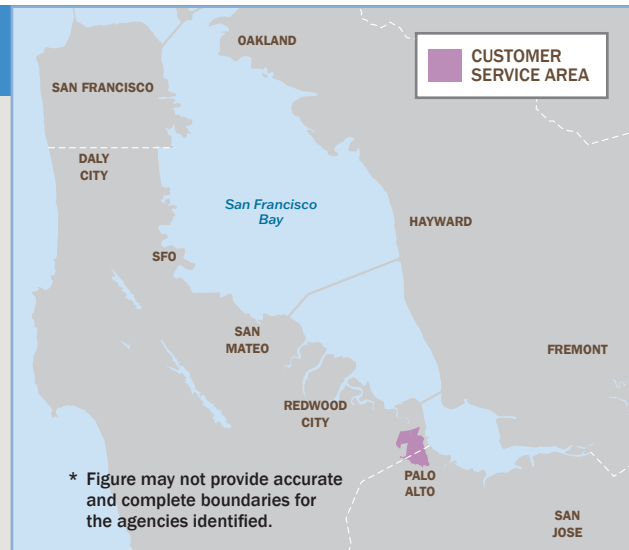 OAKLAND
CUSTOMER
SERVICE AREA
SAN FRANCISCO
DALY
CITY
San Francisco
Bay
HAYWARD
SFO
SAN
MATEO
FREMONT
REDWOOD
CITY
PALO
ALTO
* Figure may not provide accurate
and complete boundaries for
the agencies identified.
SAN
JOSE